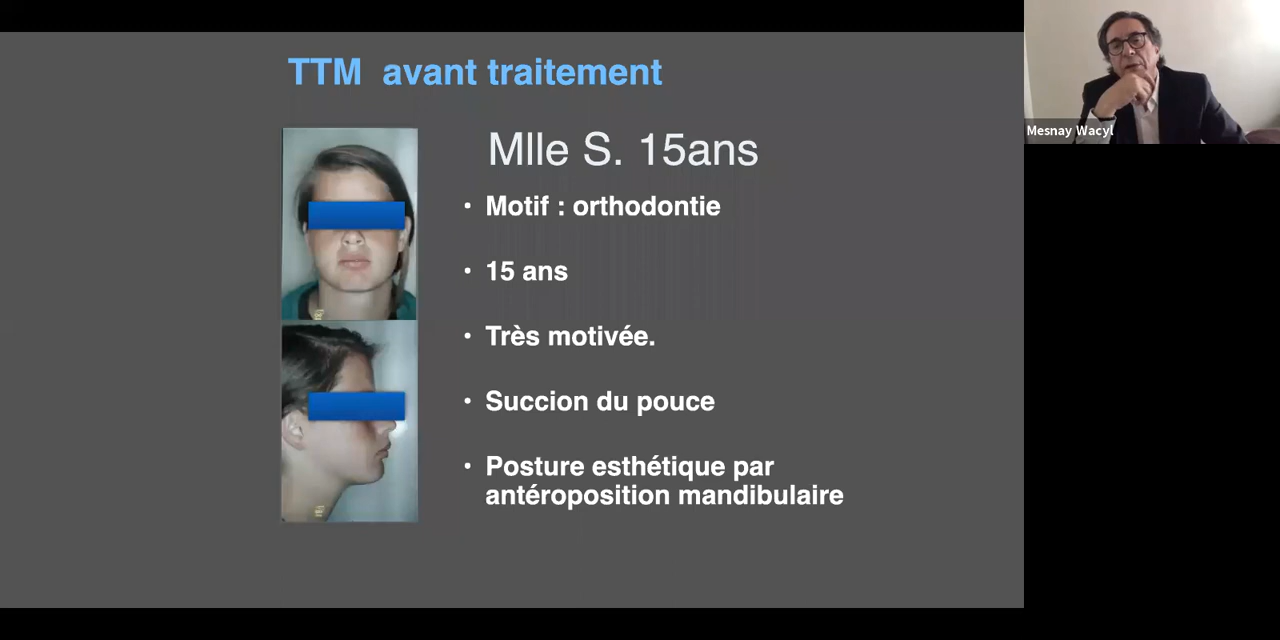 TTM avant traitement
Mlle S. 15ans
• Motif : orthodontie
• 15 ans
• Très motivée.
• Succion du pouce
• Posture esthétique par
antéroposition mandibulaire
Mesnay Wacyl